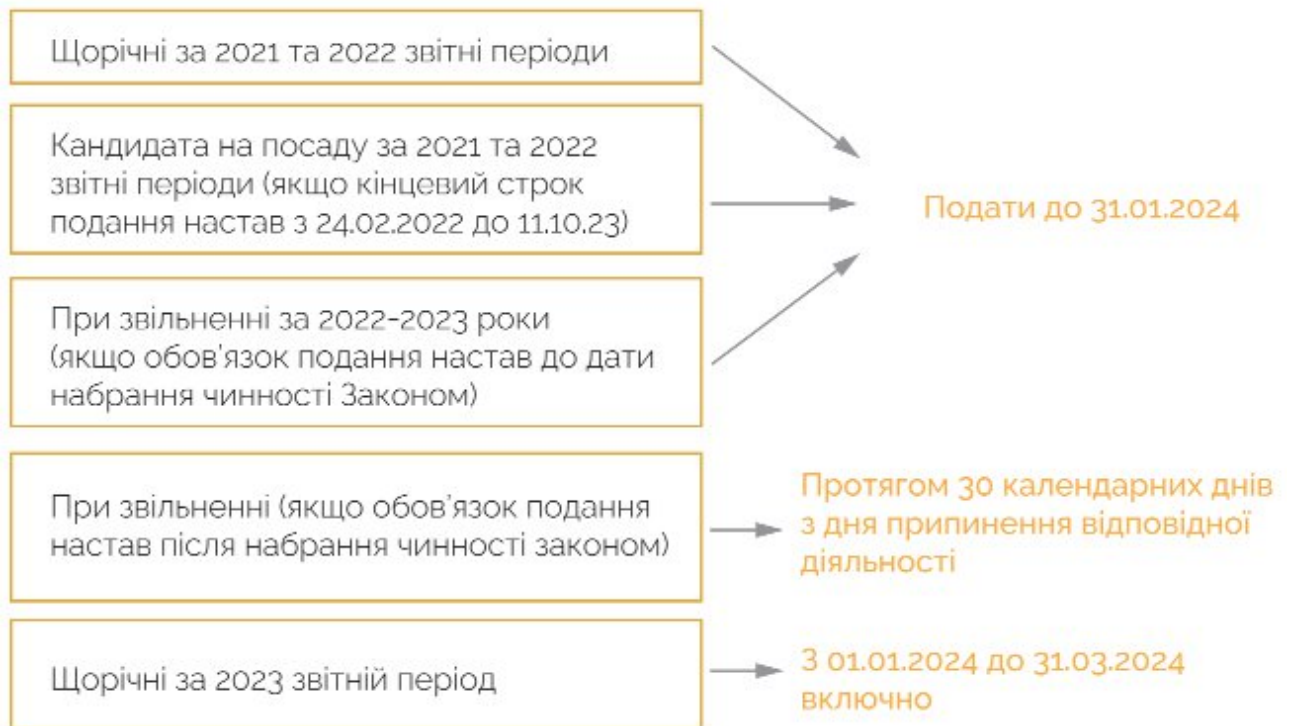 Щорічні за 2021 та 2022 звітні періоди
Кандидата на посаду за 2021 та 2022
звітні періоди (якщо кінцевий строк
подання настав з 24.02.2022 до 11.10.23)
Подати до 31.01.2024
При звільненні за 2022-2023 роки
(якщо обов'язок подання настав до дати
набрання чинності Законом)
При звільненні (якщо обов'язок подання
настав після набрання чинності законом)
Протягом 30 календарних днів
з дня припинення відповідної
діяльності
Щорічні за 2023 звітній період
З 01.01.2024 до 31.03.2024
включно